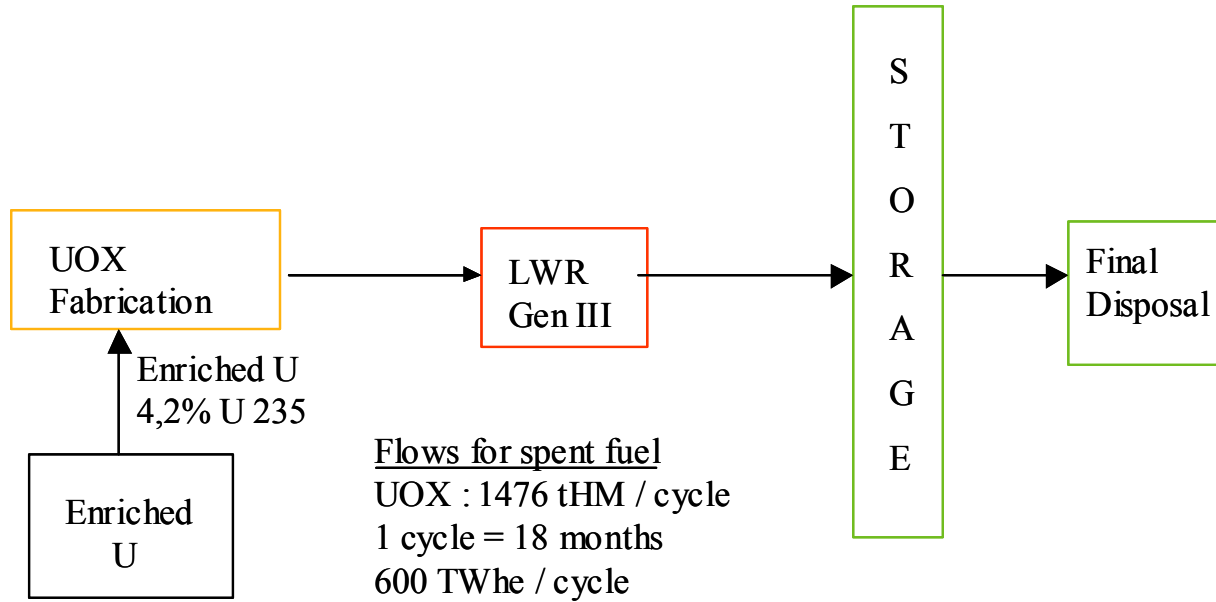 UOX
Fabrication
LWR
Gen III
S
T
O
R
A
G
E
Final
Disposal
Enriched U
4,2% U 235
Enriched
U
Flows for spent fuel
UOX : 1476 tHM / cycle
1 cycle = 18 months
600 TWhe / cycle